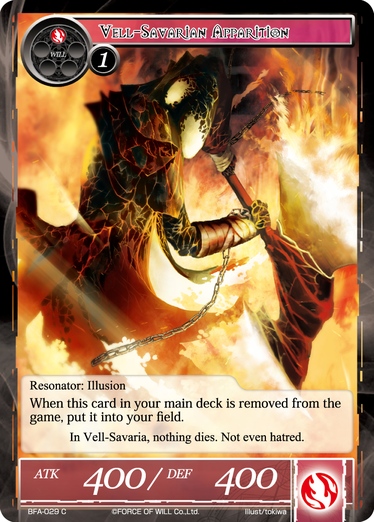 Vell-Savarian Apparition
WILL
1
Resonator: Illusion
When this card in your main deck is removed from the
game, put it into your field.
In Vell-Savaria, nothing dies. Not even hatred.
ATK 400 / DEF 400
BFA-029 C ©FORCE OF WILL Co.,Ltd. Illust/tokiwa